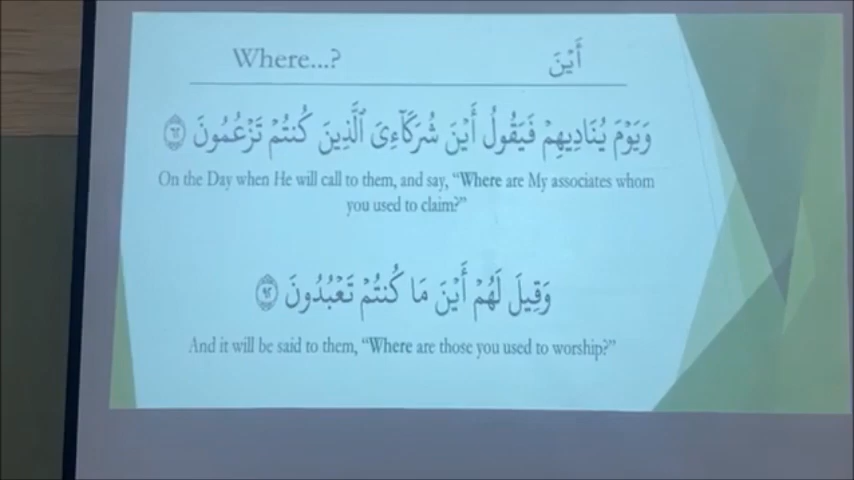 Where...? أَيْنَ
وَيَوْمَ يُنَادِيهِمْ فَيَقُولُ أَيْنَ شُرَكَآءِىَ ٱلَّذِينَ كُنتُمْ تَزْعُمُونَ ٦٢
On the Day when He will call to them, and say, “Where are My associates whom
you used to claim?”
وَقِيلَ لَهُمْ أَيْنَ مَا كُنتُمْ تَعْبُدُونَ ٩٢
And it will be said to them, “Where are those you used to worship?”